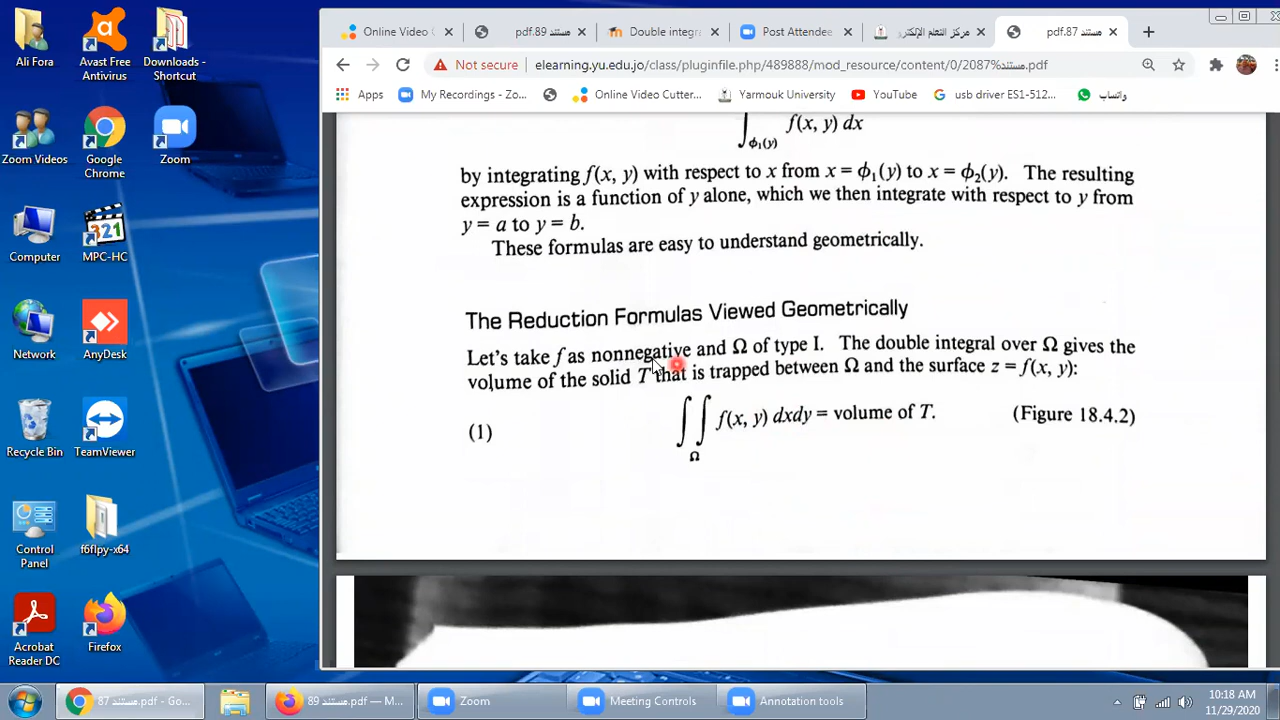 Ali Fora
Avast Free
Antivirus
Downloads -
Shortcut
Zoom Videos
Google
Chrome
Zoom
Computer
MPC-HC
Network
AnyDesk
Recycle Bin
TeamViewer
Control
Panel
f6flpy-x64
Acrobat
Reader DC
Firefox
Online Video
مستند 89.pdf
Double integr
Post Attendee
مركز التعلم الإلكترو
مستند 87.pdf
Not secure
elearning.yu.edu.jo/class/pluginfile.php/489888/mod_resource/content/0/مستند%2087.pdf
Apps
My Recordings - Zo...
Online Video Cutter...
Yarmouk University
YouTube
usb driver ES1-512...
واتساب
∫ϕ₁(y) f(x, y) dx
by integrating f(x, y) with respect to x from x = ϕ₁(y) to x = ϕ₂(y). The resulting
expression is a function of y alone, which we then integrate with respect to y from
y = a to y = b.
These formulas are easy to understand geometrically.
The Reduction Formulas Viewed Geometrically
Let's take f as nonnegative and Ω of type I. The double integral over Ω gives the
volume of the solid T that is trapped between Ω and the surface z = f(x, y):
(1) ∫∫Ω f(x, y) dxdy = volume of T. (Figure 18.4.2)
87 مستند.pdf - Go...
89 مستند.pdf — M...
Zoom
Meeting Controls
Annotation tools
10:18 AM
11/29/2020